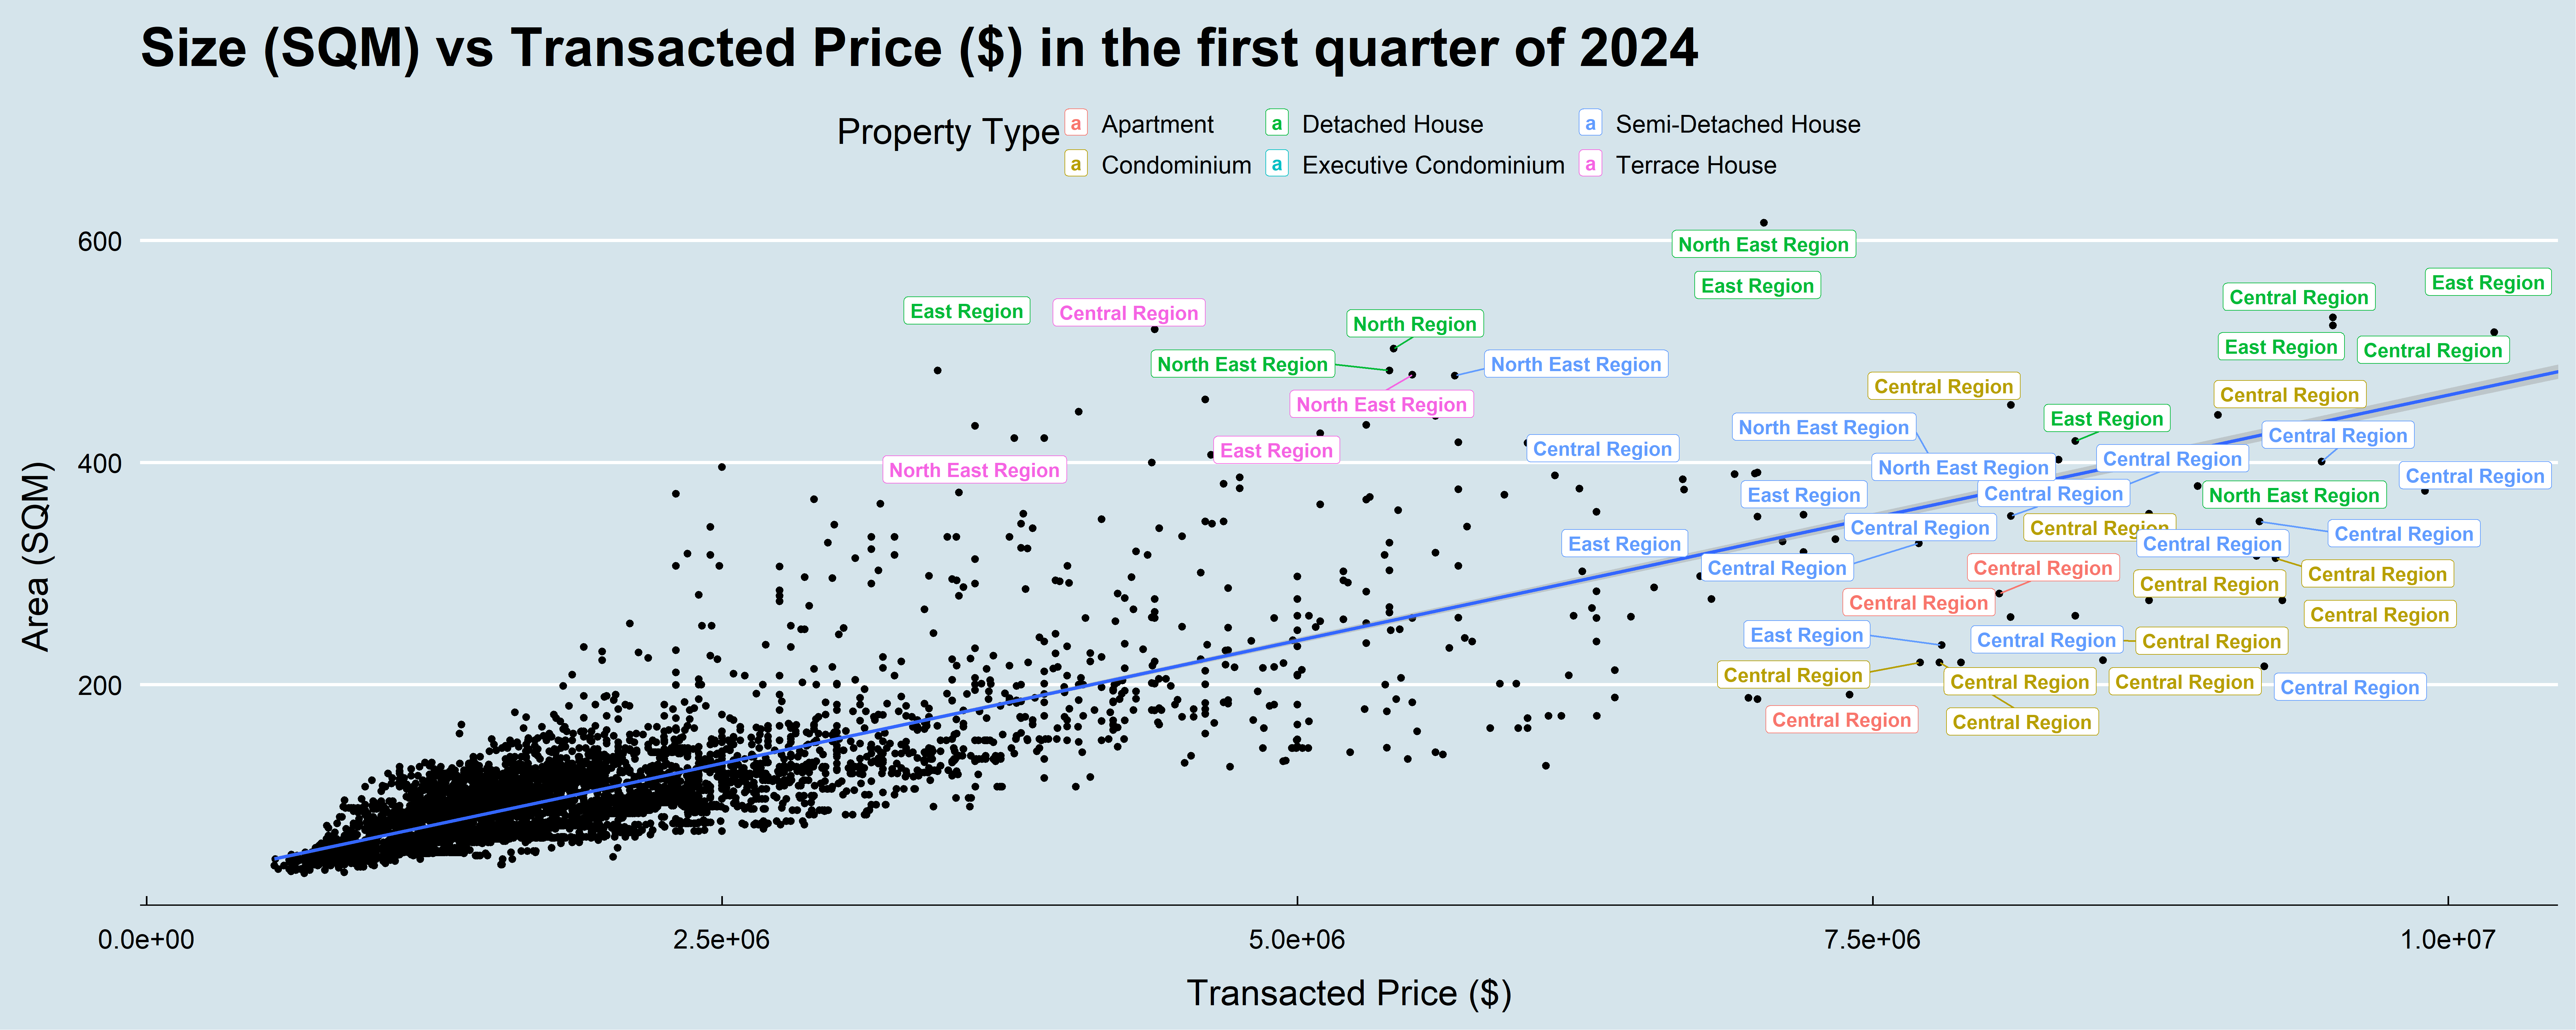 Size (SQM) vs Transacted Price ($) in the first quarter of 2024
Property Type
a Apartment
a Detached House
a Semi-Detached House
a Condominium
a Executive Condominium
a Terrace House
600
North East Region
East Region
East Region
Central Region
East Region
Central Region
North Region
East Region
Central Region
North East Region
North East Region
Central Region
Central Region
North East Region
East Region
North East Region
Central Region
East Region
Central Region
400
Central Region
North East Region
North East Region
Central Region
East Region
Central Region
North East Region
Central Region
Central Region
Central Region
East Region
Central Region
Central Region
Central Region
Central Region
Central Region
Central Region
Central Region
Central Region
East Region
Central Region
Central Region
200
Central Region
Central Region
Central Region
Central Region
Central Region
Central Region
Area (SQM)
0.0e+00
2.5e+06
5.0e+06
7.5e+06
1.0e+07
Transacted Price ($)